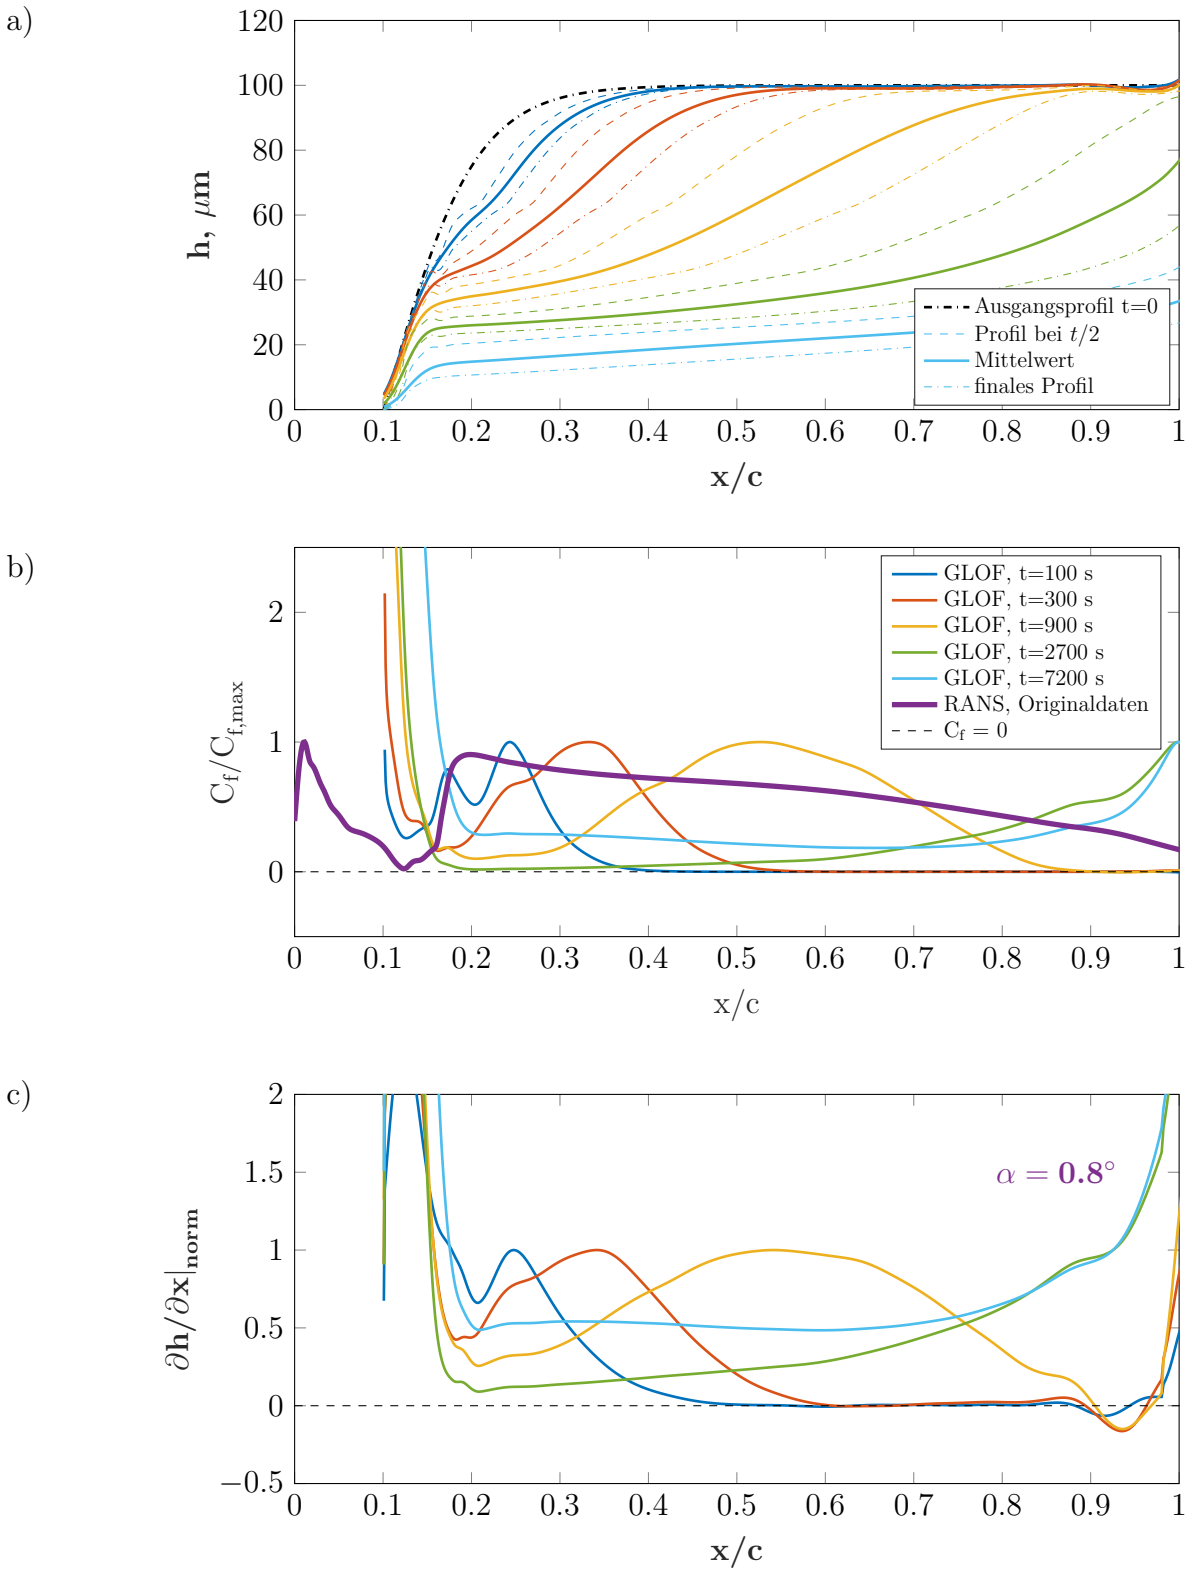 a)
120
100
80
60
40
20
0
h, μm
Ausgangsprofil t=0
Profil bei t/2
Mittelwert
finales Profil
0 0.1 0.2 0.3 0.4 0.5 0.6 0.7 0.8 0.9 1
x/c
b)
2
1
0
C_f/C_f,max
GLOF, t=100 s
GLOF, t=300 s
GLOF, t=900 s
GLOF, t=2700 s
GLOF, t=7200 s
RANS, Originaldaten
C_f = 0
0 0.1 0.2 0.3 0.4 0.5 0.6 0.7 0.8 0.9 1
x/c
c)
2
1.5
1
0.5
0
−0.5
∂h/∂x|norm
α = 0.8°
0 0.1 0.2 0.3 0.4 0.5 0.6 0.7 0.8 0.9 1
x/c